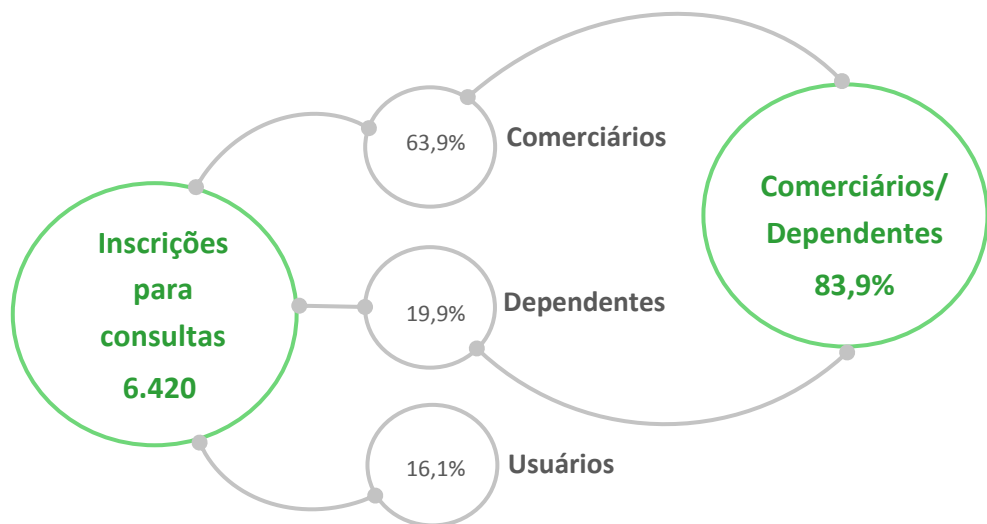 Inscrições
para
consultas
6.420
63,9%
Comerciários
19,9%
Dependentes
16,1%
Usuários
Comerciários/
Dependentes
83,9%